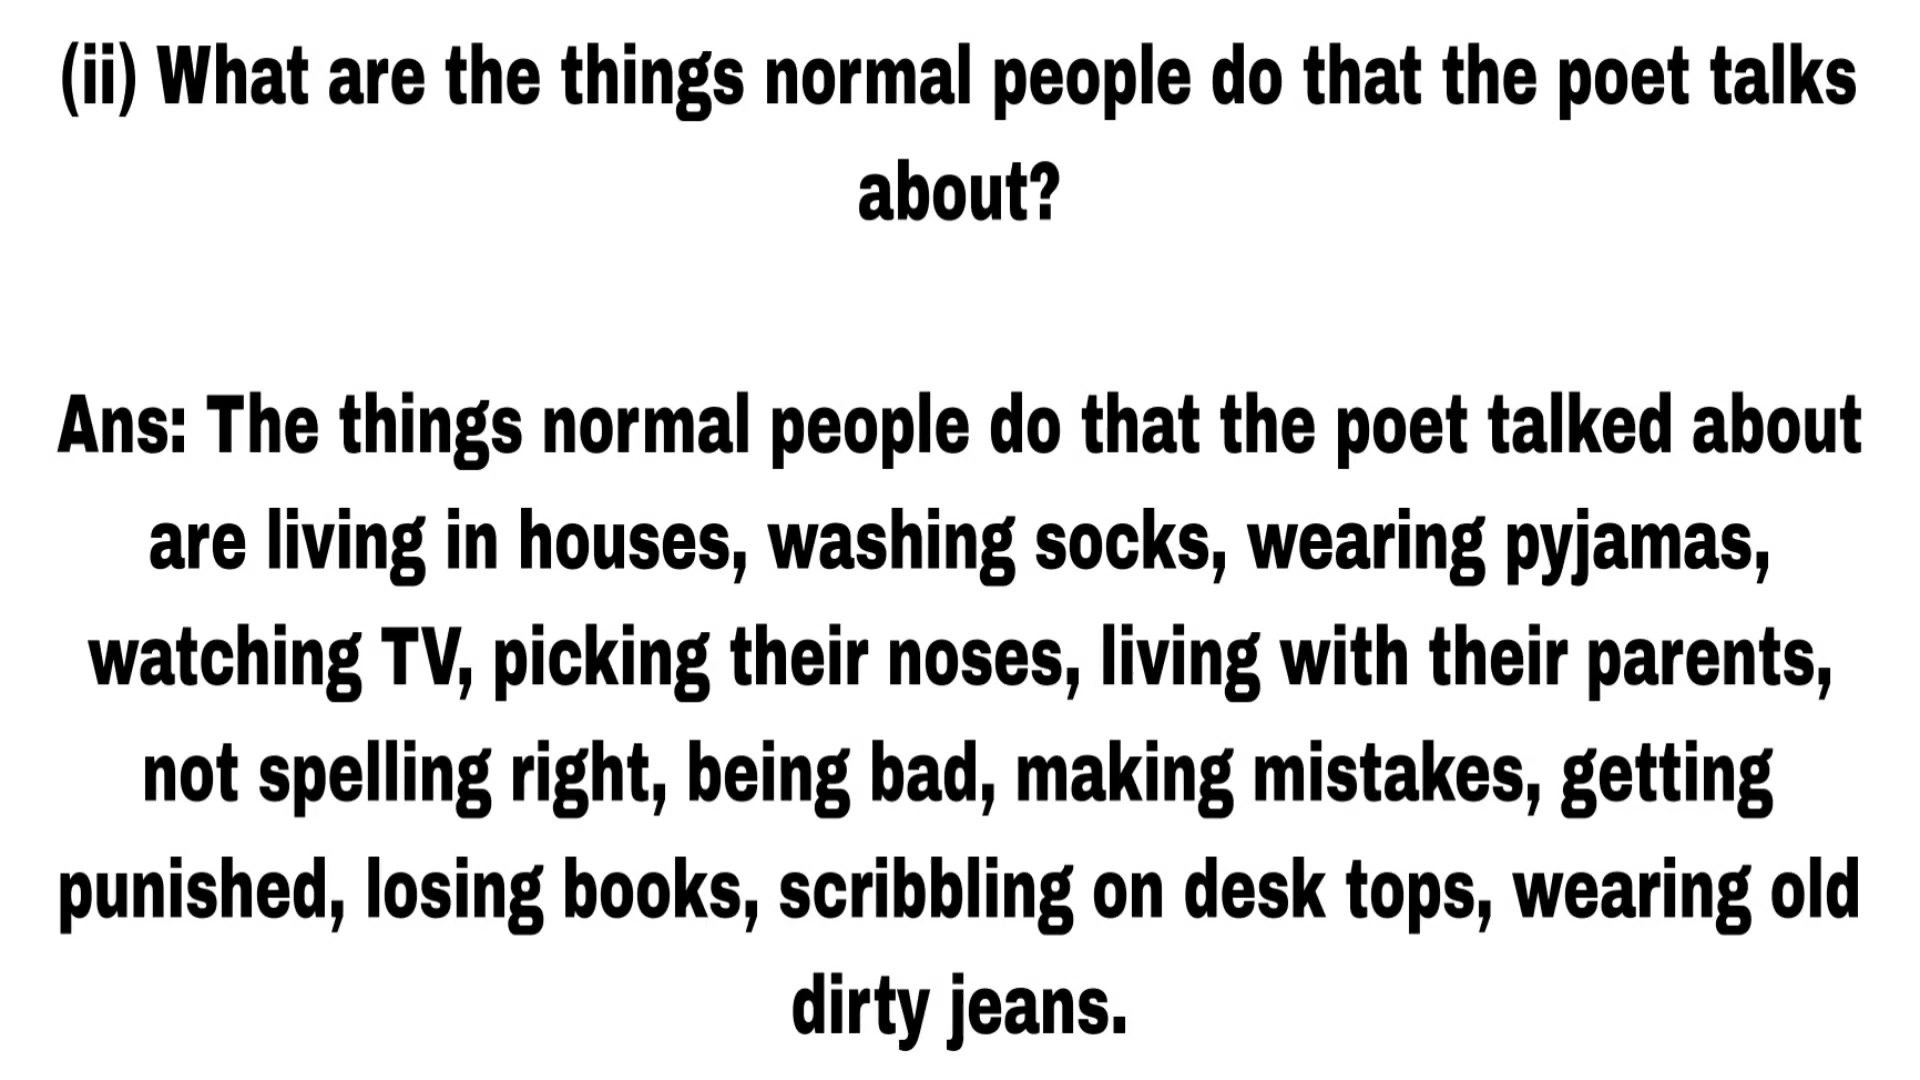 (ii) What are the things normal people do that the poet talks
about?
Ans: The things normal people do that the poet talked about
are living in houses, washing socks, wearing pyjamas,
watching TV, picking their noses, living with their parents,
not spelling right, being bad, making mistakes, getting
punished, losing books, scribbling on desk tops, wearing old
dirty jeans.